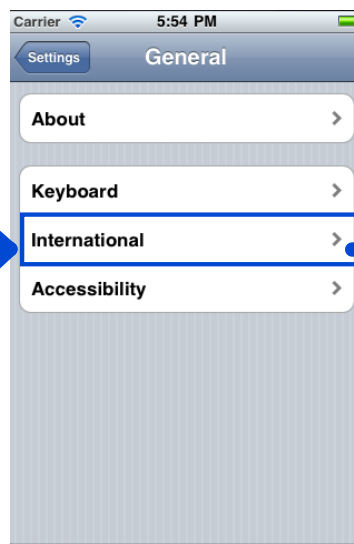 Carrier 5:54 PM
Settings General
About
Keyboard
International
Accessibility